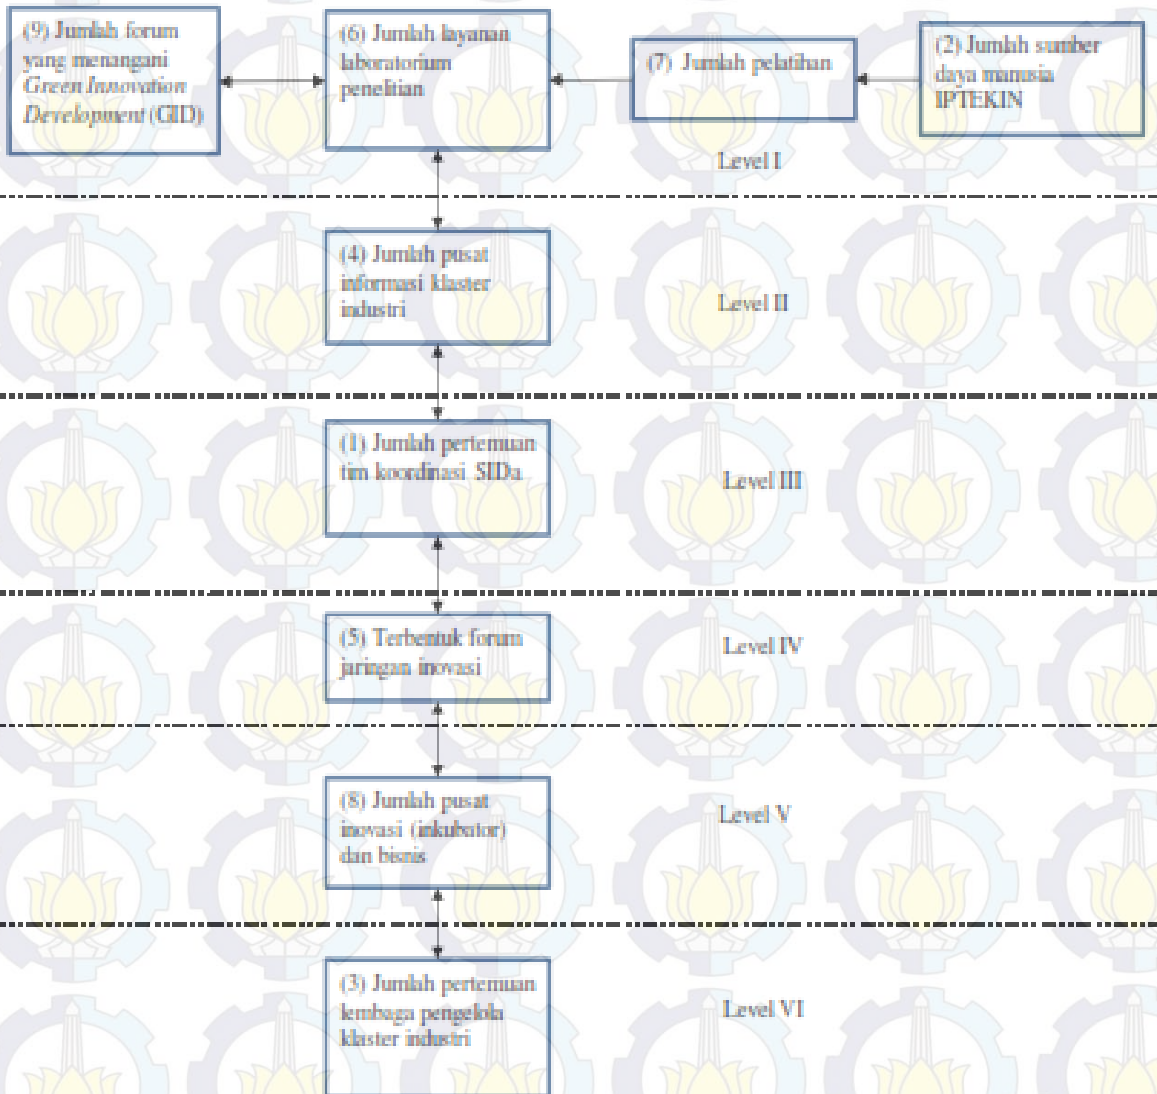 (9) Jumlah forum
yang menangani
Green Innovation
Development (GID)
(6) Jumlah layanan
laboratorium
penelitian
(7) Jumlah pelatihan
(2) Jumlah sumber
daya manusia
IPTEKIN
Level I
(4) Jumlah pusat
informasi klaster
industri
Level II
(1) Jumlah pertemuan
tim koordinasi SIDa
Level III
(5) Terbentuk forum
jaringan inovasi
Level IV
(8) Jumlah pusat
inovasi (inkubator)
dan bisnis
Level V
(3) Jumlah pertemuan
lembaga pengelola
klaster industri
Level VI